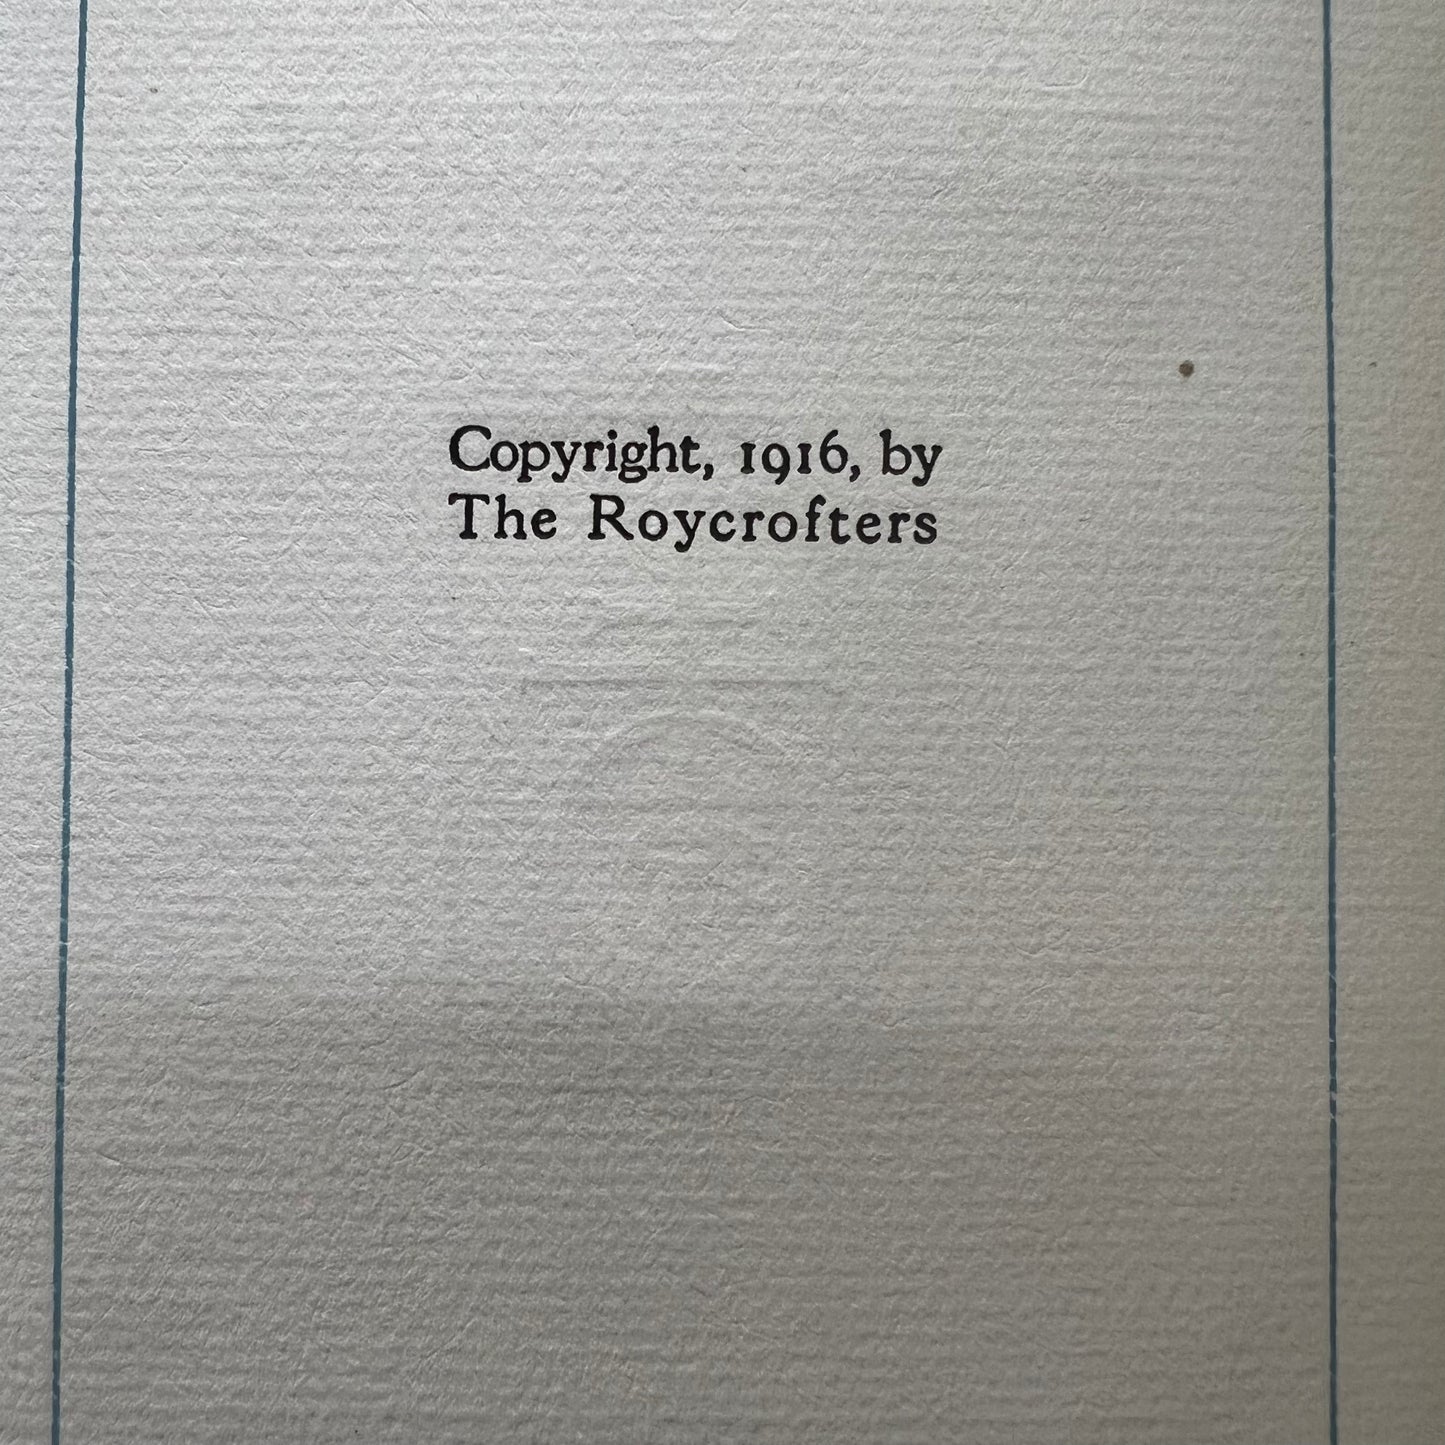 Copyright, 1916, by
The Roycrofters